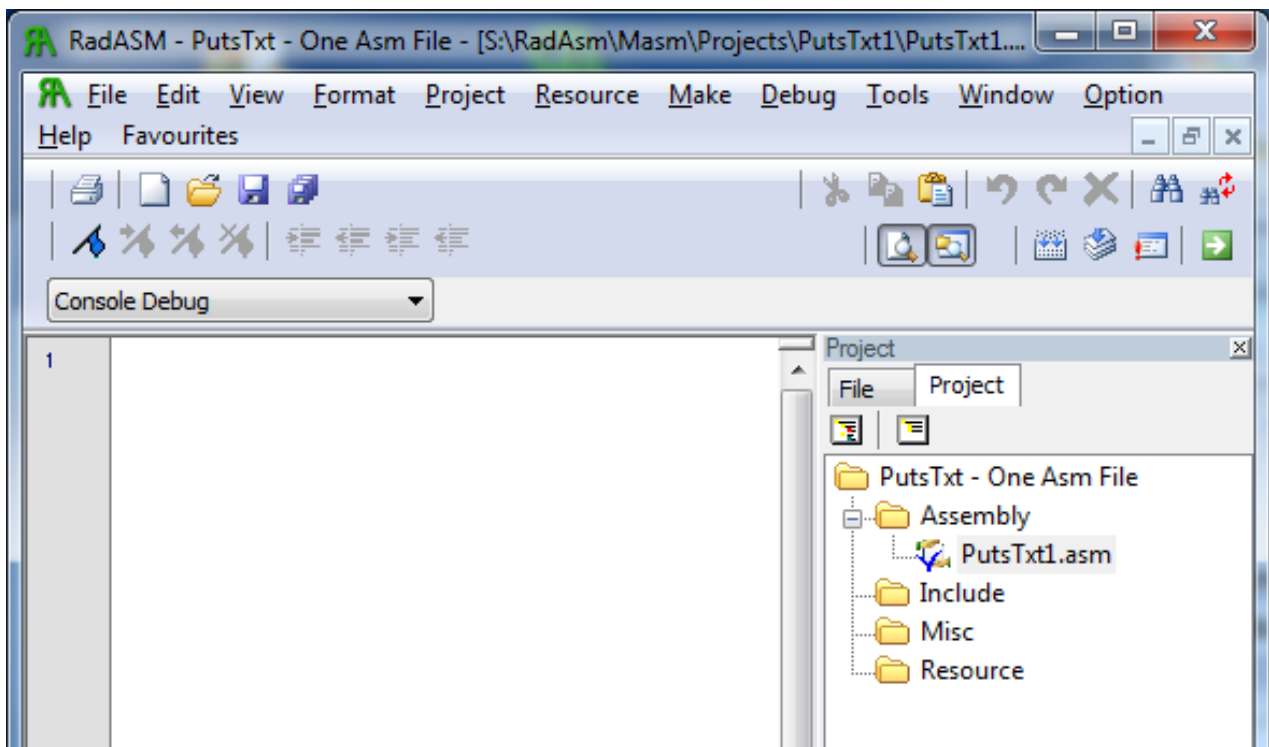 RadASM - PutsTxt - One Asm File - [S:\RadAsm\Masm\Projects\PutsTxt1\PutsTxt1....
File Edit View Format Project Resource Make Debug Tools Window Option
Help Favourites
Console Debug
1
Project
File Project
PutsTxt - One Asm File
Assembly
PutsTxt1.asm
Include
Misc
Resource